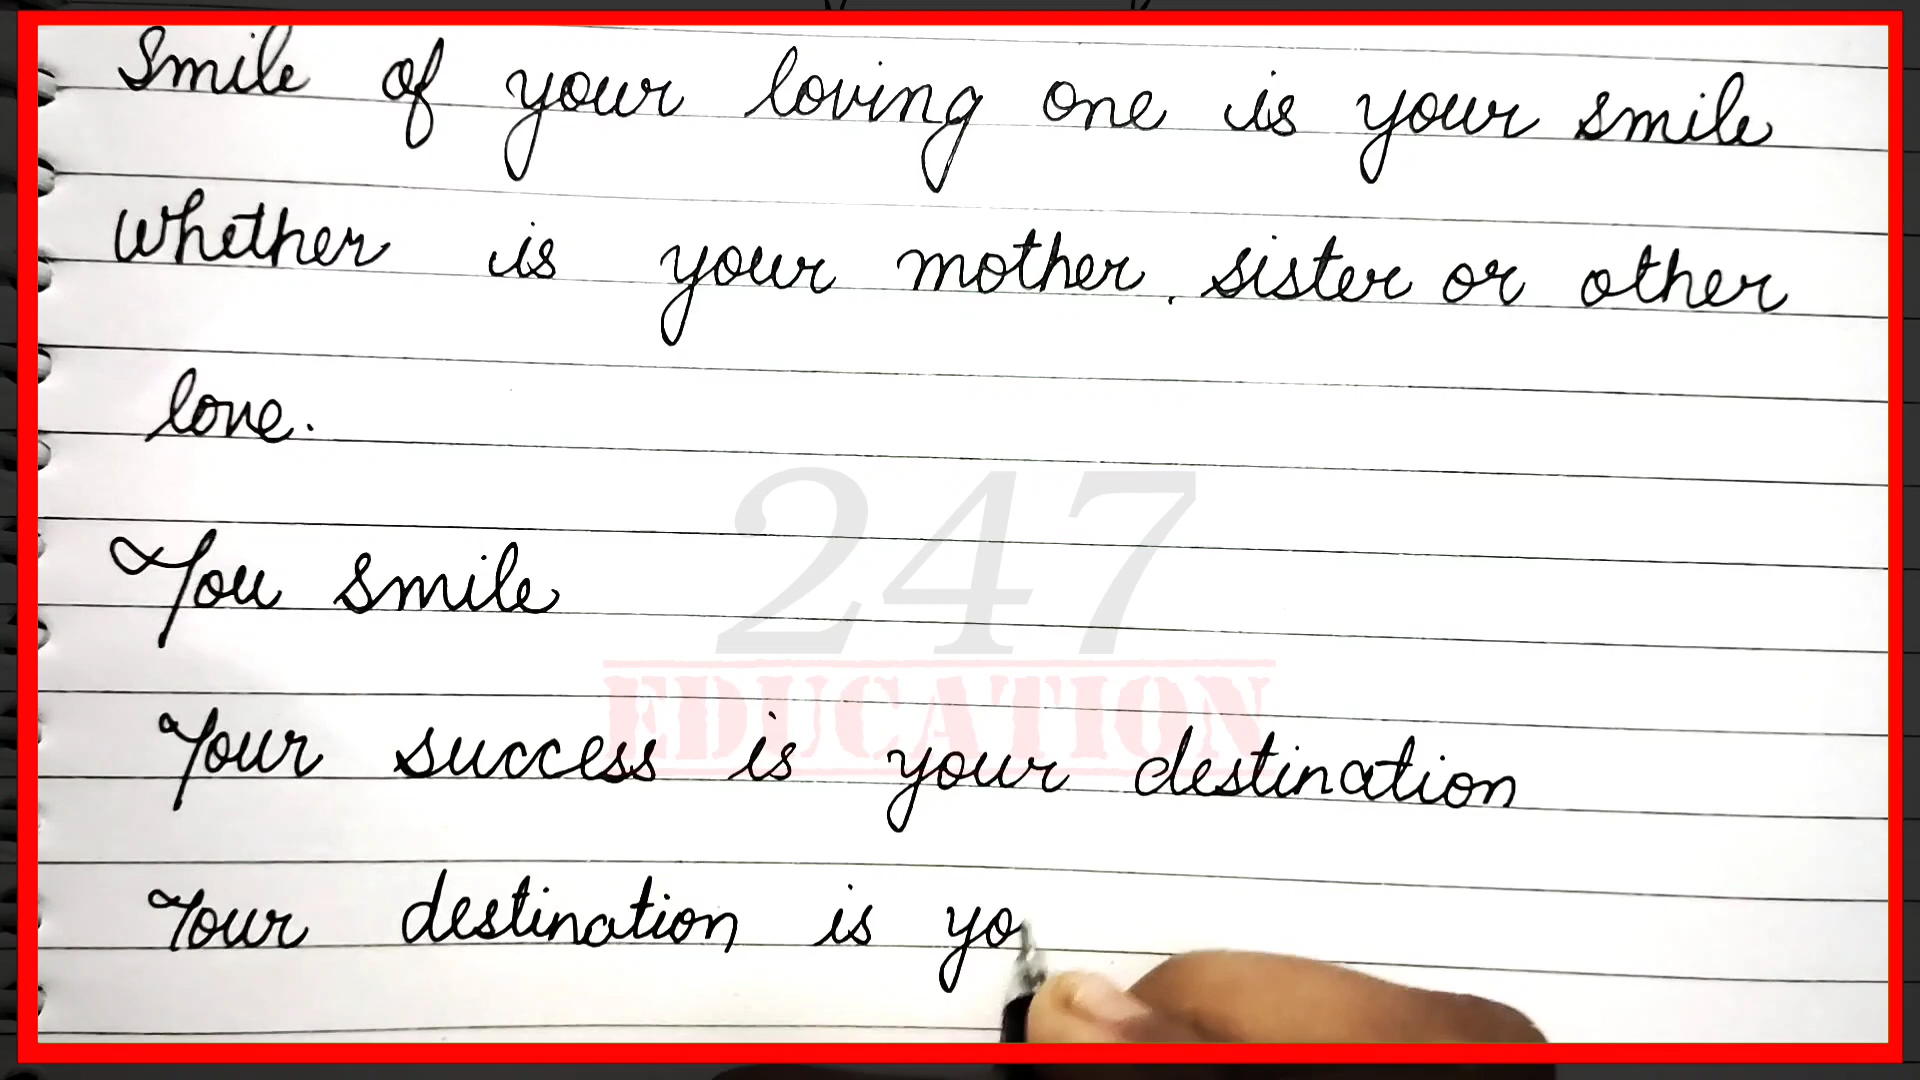 Smile of your loving one is your smile
whether is your mother, sister or other
love.
247
EDUCATION
You smile
Your success is your destination
Your destination is yo